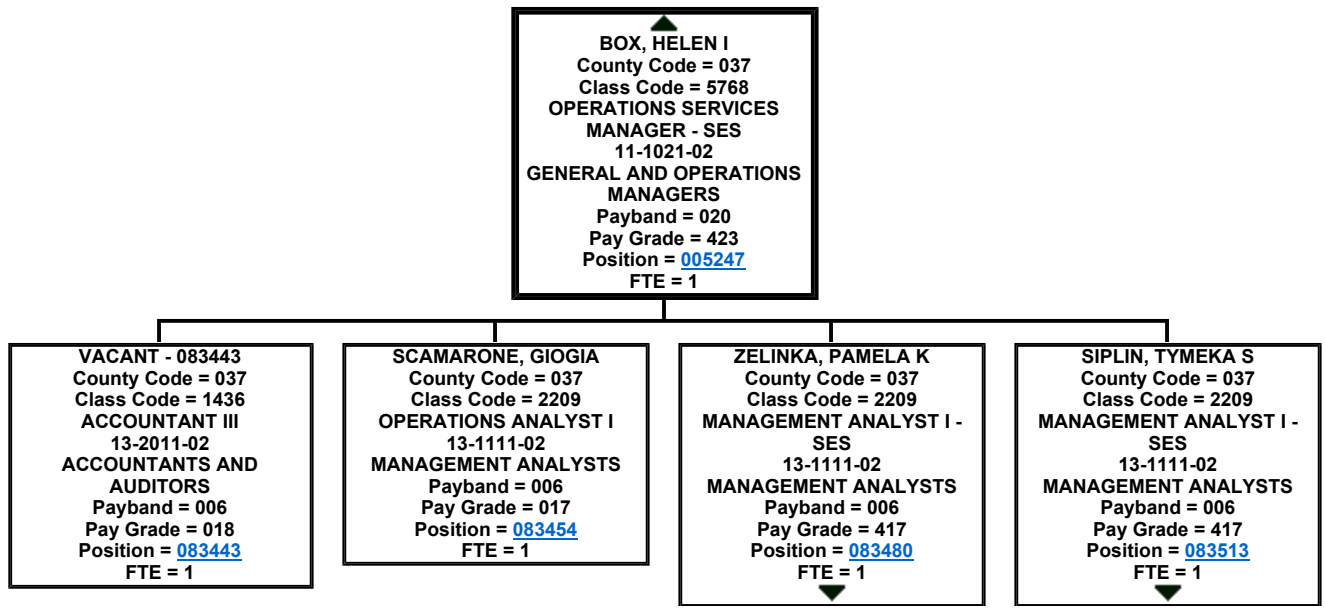 BOX, HELEN I
County Code = 037
Class Code = 5768
OPERATIONS SERVICES
MANAGER - SES
11-1021-02
GENERAL AND OPERATIONS
MANAGERS
Payband = 020
Pay Grade = 423
Position = 005247
FTE = 1
VACANT - 083443
County Code = 037
Class Code = 1436
ACCOUNTANT III
13-2011-02
ACCOUNTANTS AND
AUDITORS
Payband = 006
Pay Grade = 018
Position = 083443
FTE = 1
SCAMARONE, GIOGIA
County Code = 037
Class Code = 2209
OPERATIONS ANALYST I
13-1111-02
MANAGEMENT ANALYSTS
Payband = 006
Pay Grade = 017
Position = 083454
FTE = 1
ZELINKA, PAMELA K
County Code = 037
Class Code = 2209
MANAGEMENT ANALYST I -
SES
13-1111-02
MANAGEMENT ANALYSTS
Payband = 006
Pay Grade = 417
Position = 083480
FTE = 1
SIPLIN, TYMEKA S
County Code = 037
Class Code = 2209
MANAGEMENT ANALYST I -
SES
13-1111-02
MANAGEMENT ANALYSTS
Payband = 006
Pay Grade = 417
Position = 083513
FTE = 1